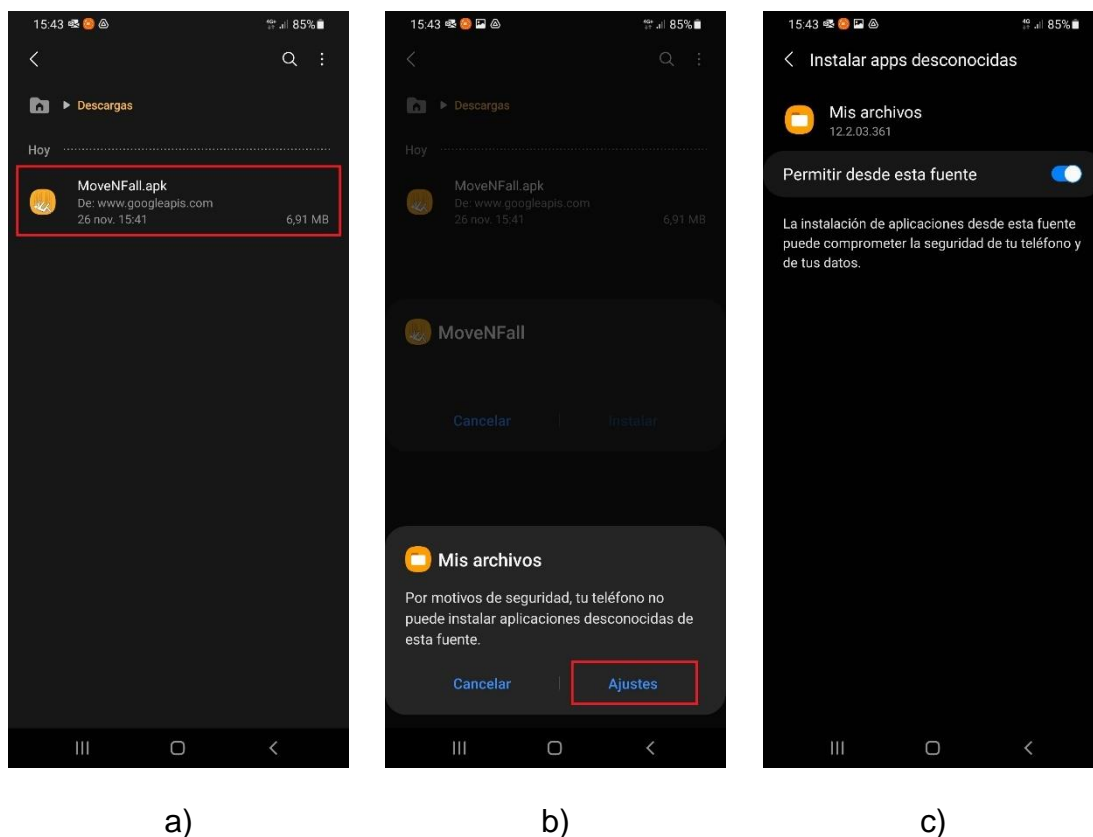 15:43 85%
Descargas
Hoy
MoveNFall.apk
De: www.googleapis.com
26 nov. 15:41 6,91 MB
a)
15:43 85%
Descargas
Hoy
MoveNFall.apk
De: www.googleapis.com
26 nov. 15:41 6,91 MB
MoveNFall
Cancelar Instalar
Mis archivos
Por motivos de seguridad, tu teléfono no
puede instalar aplicaciones desconocidas de
esta fuente.
Cancelar Ajustes
b)
15:43 85%
Instalar apps desconocidas
Mis archivos
12.2.03.361
Permitir desde esta fuente
La instalación de aplicaciones desde esta fuente
puede comprometer la seguridad de tu teléfono y
de tus datos.
c)